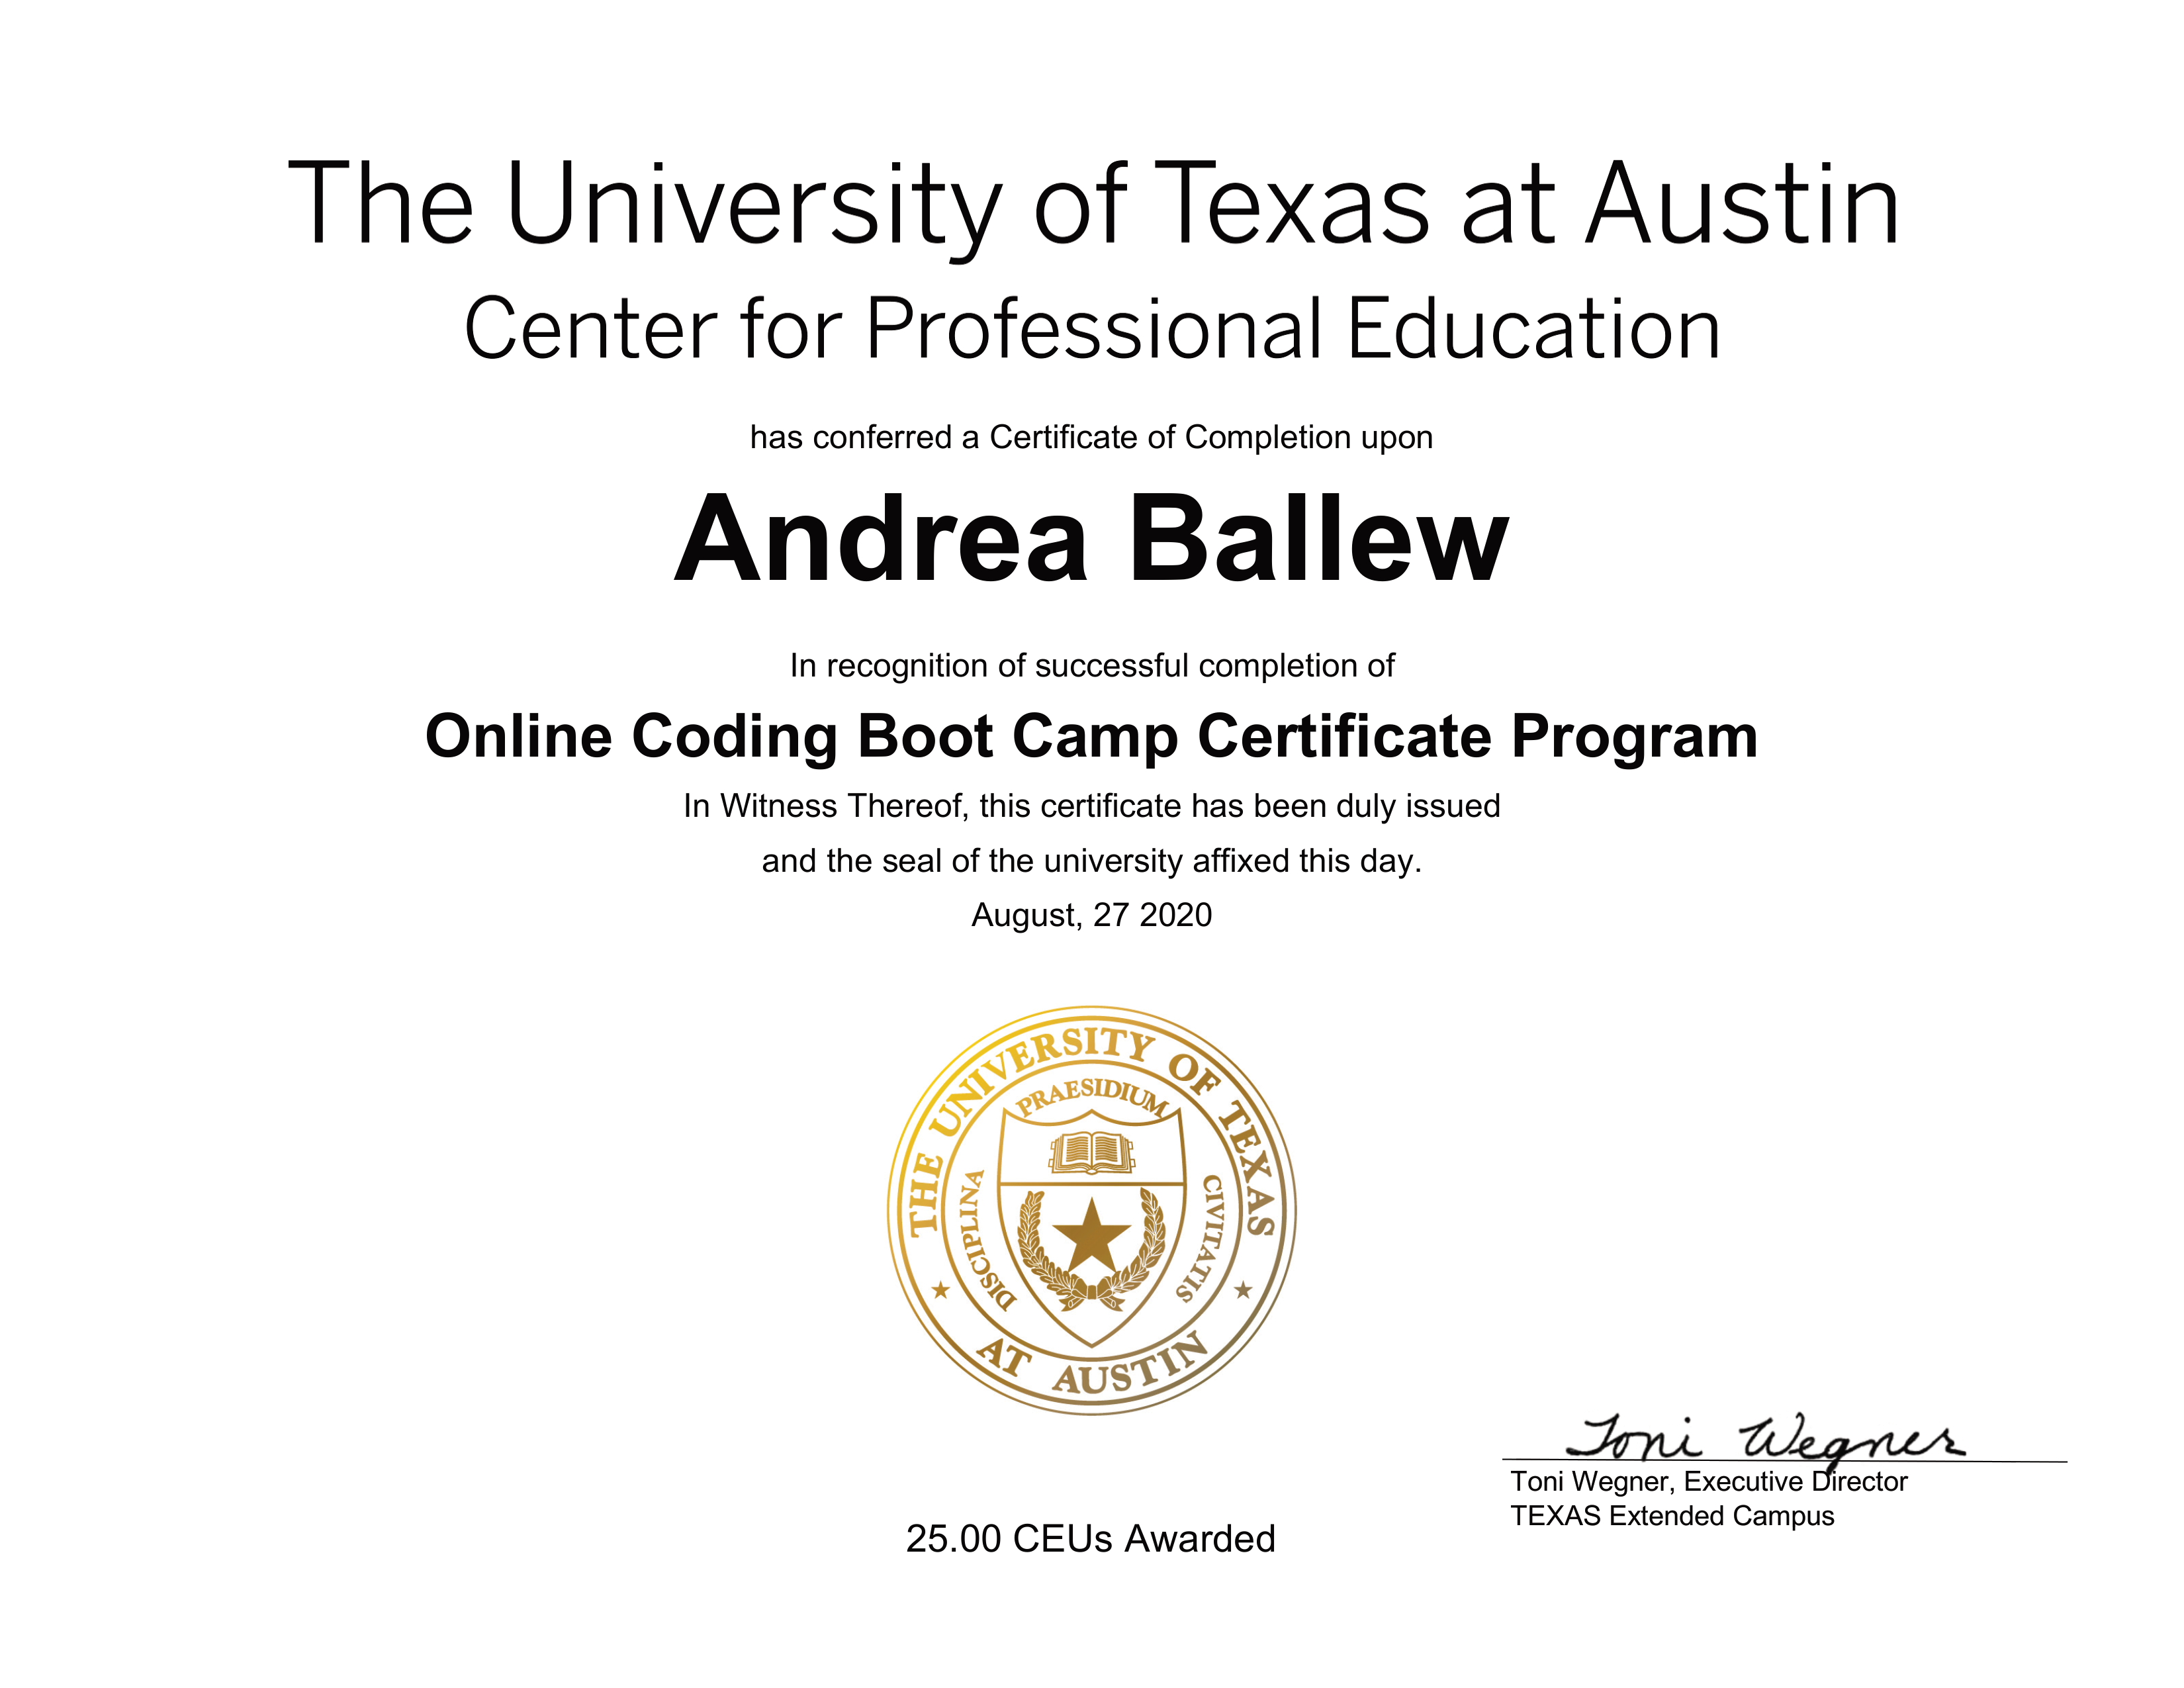 The University of Texas at Austin
Center for Professional Education
has conferred a Certificate of Completion upon
Andrea Ballew
In recognition of successful completion of
Online Coding Boot Camp Certificate Program
In Witness Thereof, this certificate has been duly issued
and the seal of the university affixed this day.
August, 27 2020
THE UNIVERSITY OF TEXAS
PRAESIDIUM
DISCIPLINA
CIVITATIS
AT AUSTIN
Toni Wegner
Toni Wegner, Executive Director
TEXAS Extended Campus
25.00 CEUs Awarded